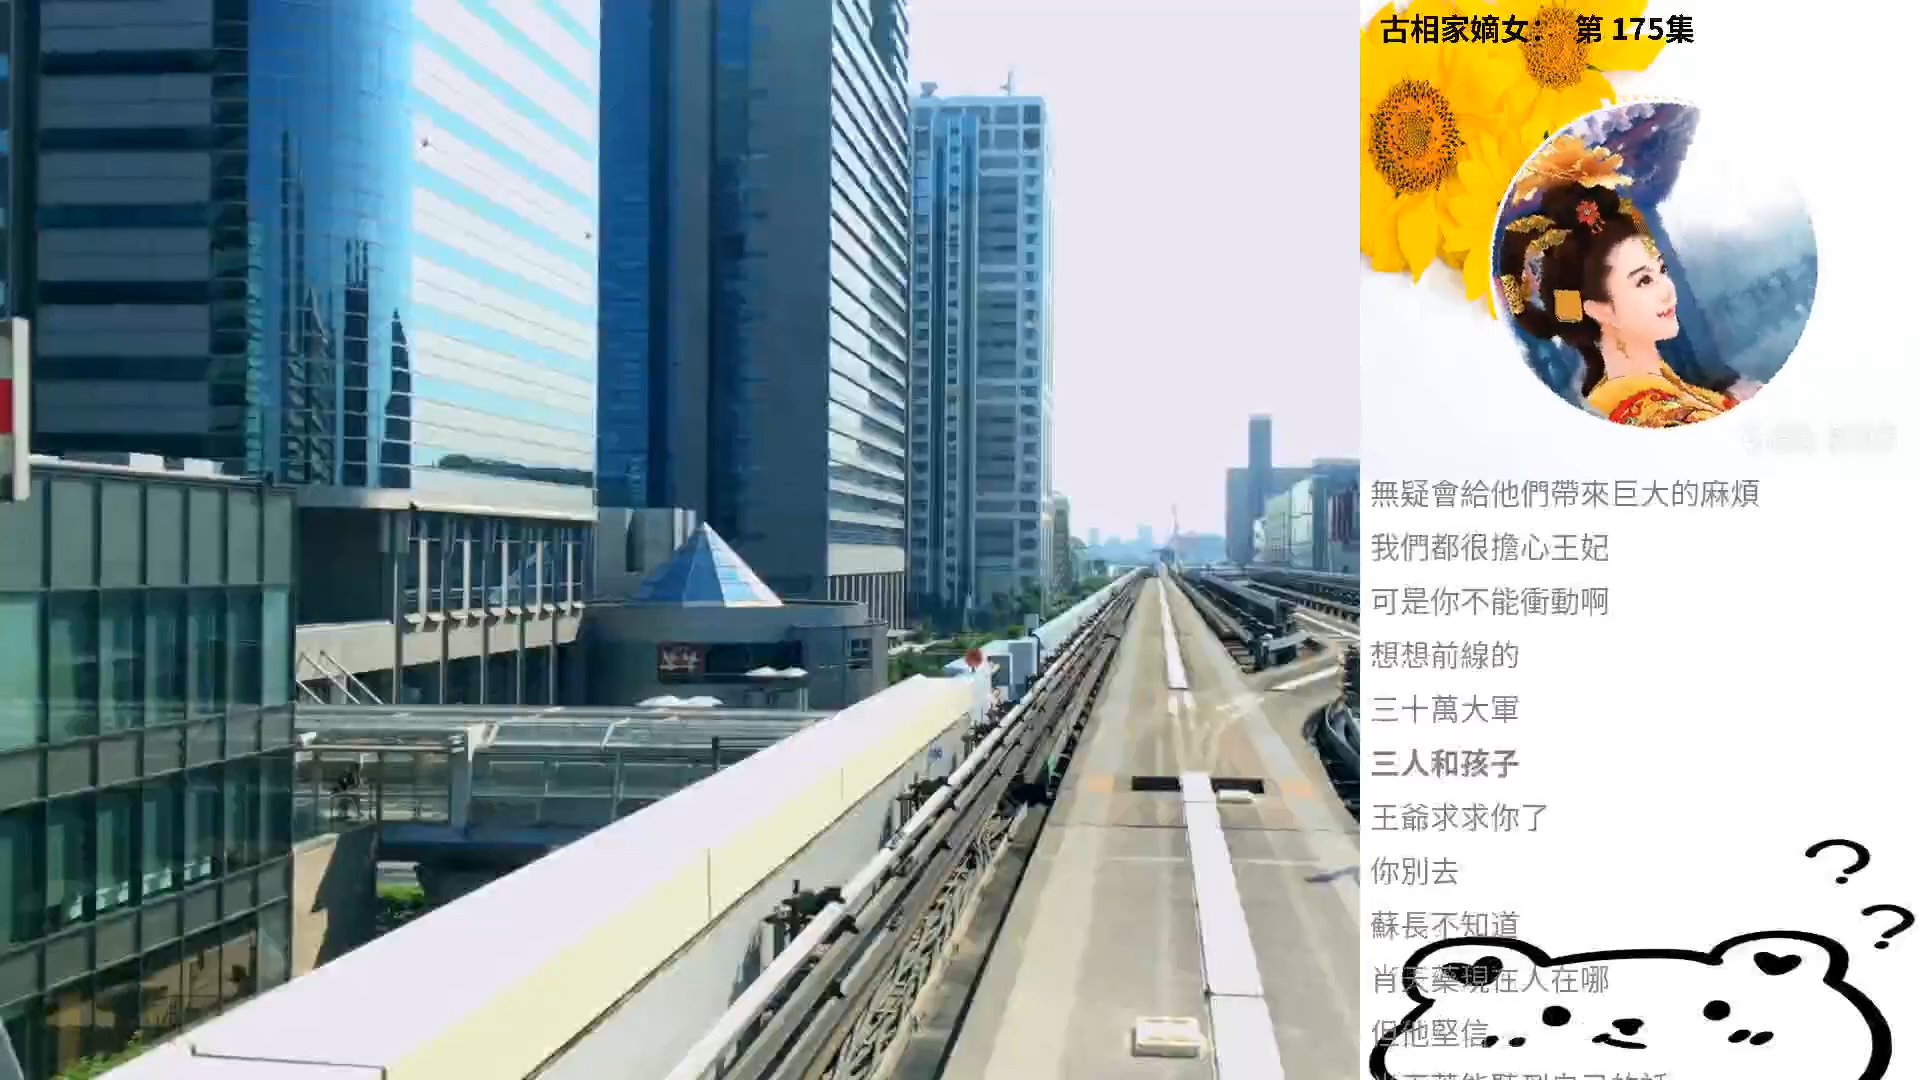 古相家嫡女： 第 175集
無疑會給他們帶來巨大的麻煩
我們都很擔心王妃
可是你不能衝動啊
想想前線的
三十萬大軍
三人和孩子
王爺求求你了
你別去
蘇長不知道
肖天藥現在人在哪
但他堅信